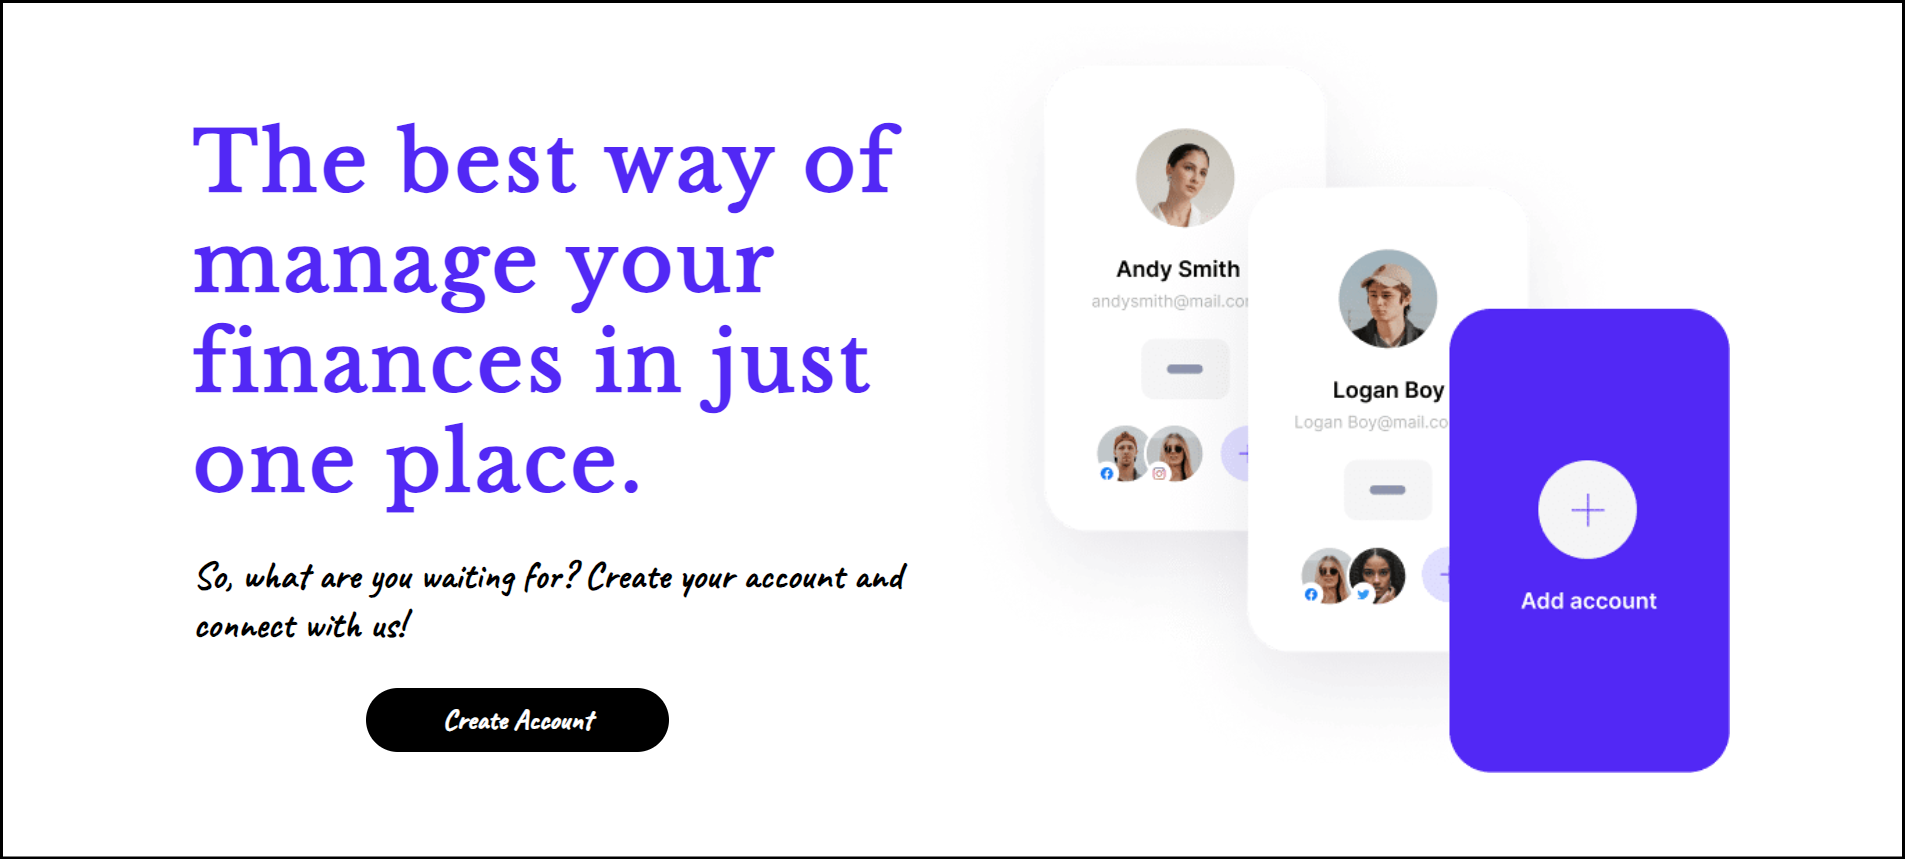 The best way of
manage your
finances in just
one place.
So, what are you waiting for? Create your account and
connect with us!
Create Account
Andy Smith
andysmith@mail.co
Logan Boy
Logan Boy@mail.co
Add account